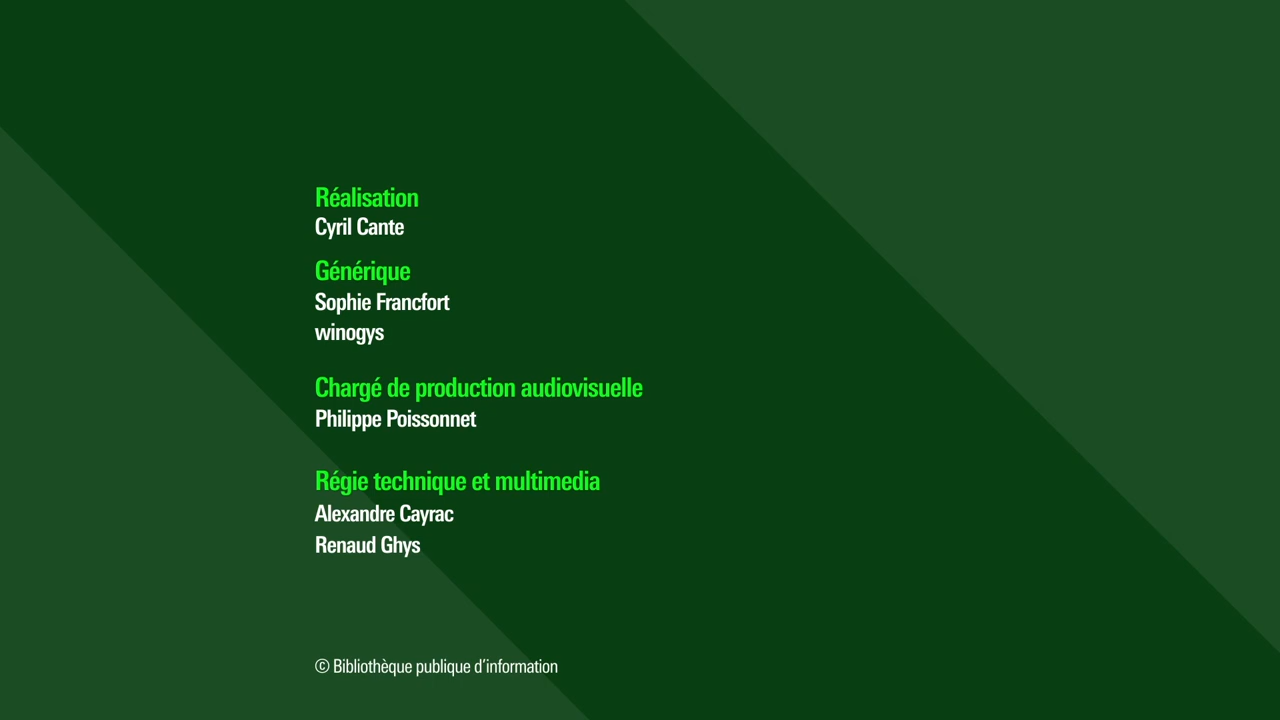 Réalisation
Cyril Cante
Générique
Sophie Francfort
winogys
Chargé de production audiovisuelle
Philippe Poissonnet
Régie technique et multimedia
Alexandre Cayrac
Renaud Ghys
© Bibliothèque publique d’information